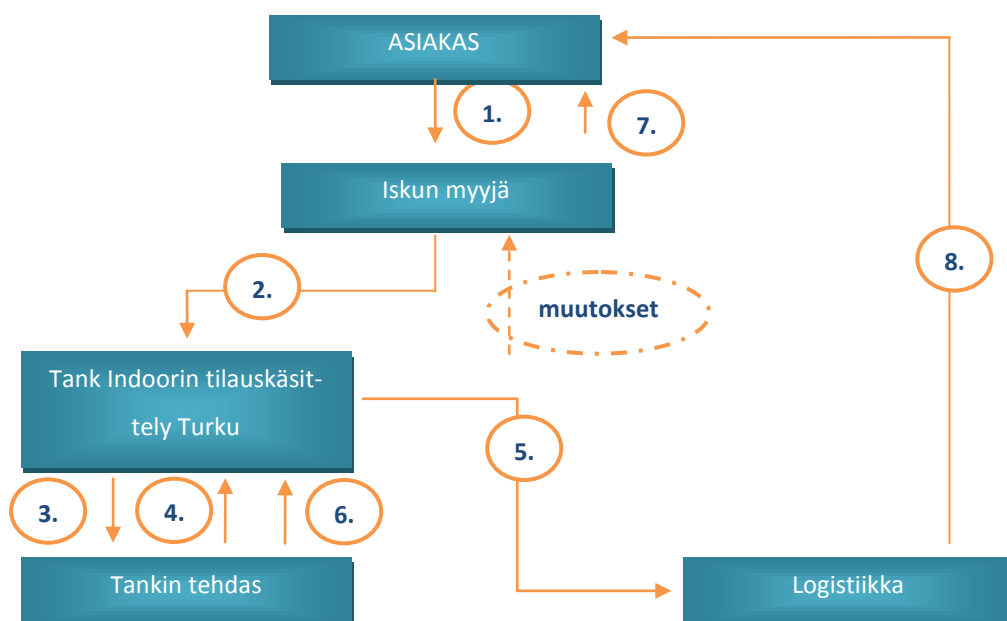 ASIAKAS
1.
7.
Iskun myyjä
8.
2.
muutokset
Tank Indoorin tilauskäsit-
tely Turku
5.
3.
4.
6.
Tankin tehdas
Logistiikka